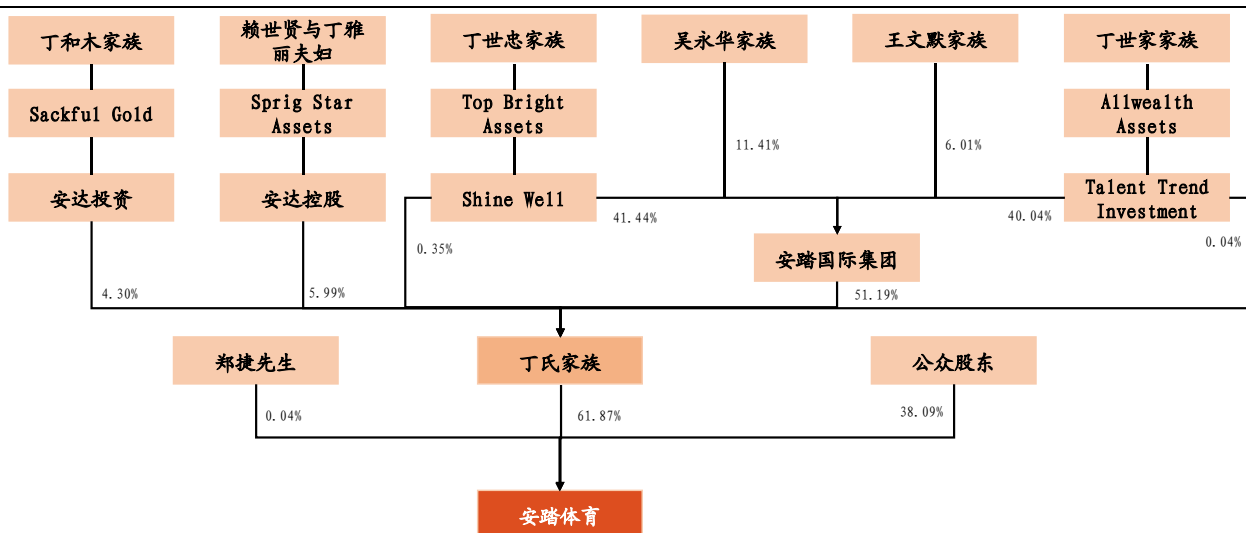 丁和木家族
赖世贤与丁雅
丽夫妇
丁世忠家族
吴永华家族
王文默家族
丁世家家族
Sackful Gold
Sprig Star
Assets
Top Bright
Assets
Allwealth
Assets
11.41%
6.01%
安达投资
安达控股
Shine Well
Talent Trend
Investment
41.44%
40.04%
0.35%
0.04%
安踏国际集团
4.30%
5.99%
51.19%
郑捷先生
丁氏家族
公众股东
0.04%
61.87%
38.09%
安踏体育